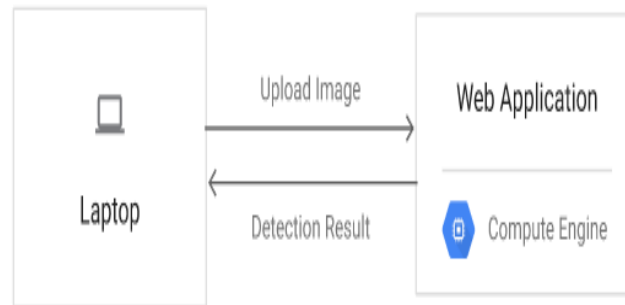 Upload Image
Web Application
Laptop
Detection Result
Compute Engine